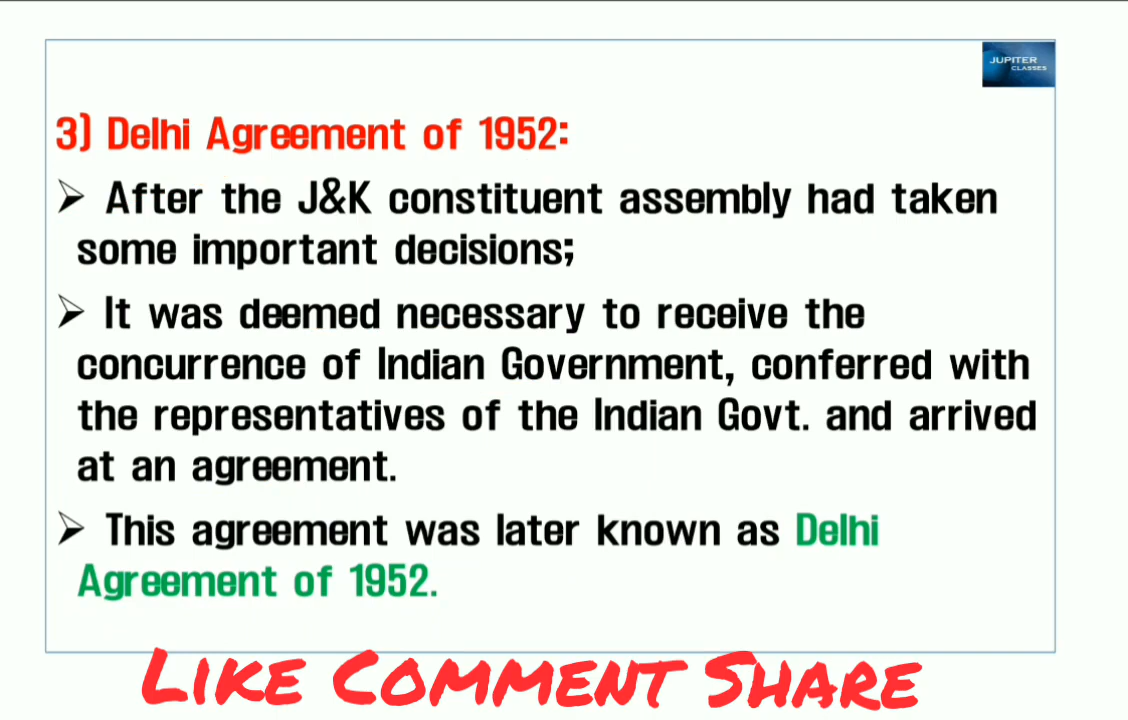 JUPITER
CLASSES
3) Delhi Agreement of 1952:
➢ After the J&K constituent assembly had taken
some important decisions;
➢ It was deemed necessary to receive the
concurrence of Indian Government, conferred with
the representatives of the Indian Govt. and arrived
at an agreement.
➢ This agreement was later known as Delhi
Agreement of 1952.
LIKE COMMENT SHARE